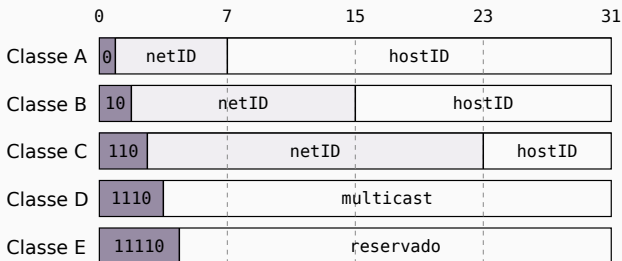 0 7 15 23 31
Classe A 0 netID hostID
Classe B 10 netID hostID
Classe C 110 netID hostID
Classe D 1110 multicast
Classe E 11110 reservado